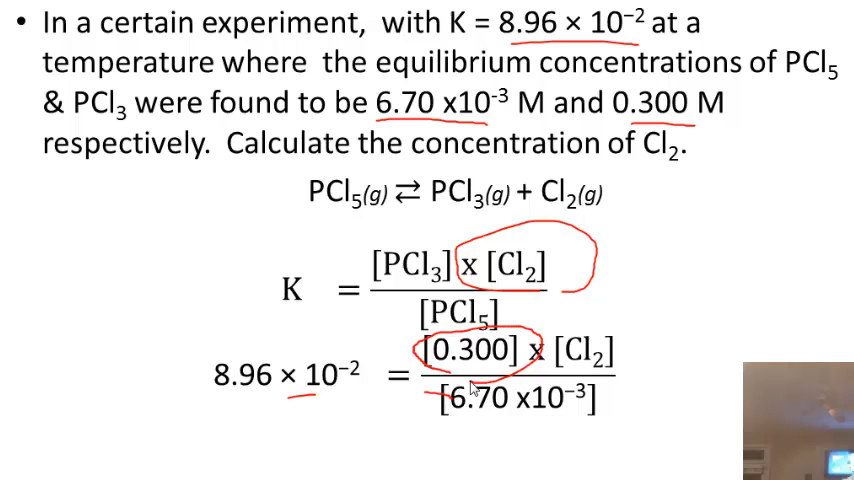 • In a certain experiment, with K = 8.96 × 10⁻² at a
temperature where the equilibrium concentrations of PCl₅
& PCl₃ were found to be 6.70 x10⁻³ M and 0.300 M
respectively. Calculate the concentration of Cl₂.
PCl₅(g) ⇄ PCl₃(g) + Cl₂(g)
[PCl₃] x [Cl₂]
K =
[PCl₅]
[0.300] x [Cl₂]
8.96 × 10⁻² =
[6.70 x10⁻³]